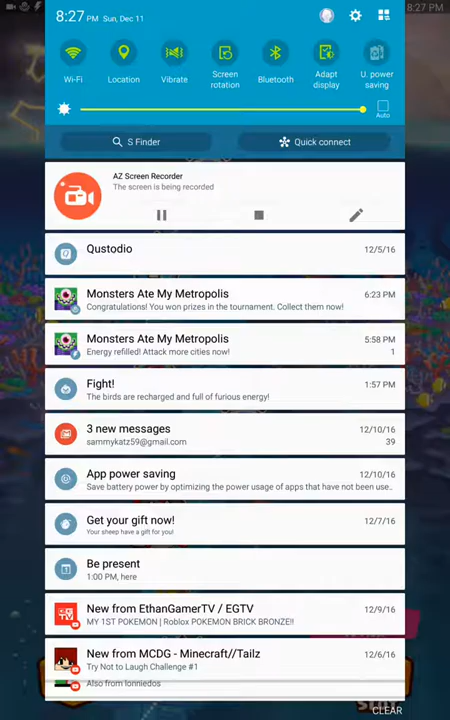 8:27 PM Sun, Dec 11
8:27 PM
Wi-Fi
Location
Vibrate
Screen rotation
Bluetooth
Adapt display
U. power saving
Auto
S Finder
Quick connect
AZ Screen Recorder
The screen is being recorded
Qustodio 12/5/16
Monsters Ate My Metropolis 6:23 PM
Congratulations! You won prizes in the tournament. Collect them now!
Monsters Ate My Metropolis 5:58 PM
Energy refilled! Attack more cities now! 1
Fight! 1:57 PM
The birds are recharged and full of furious energy!
3 new messages 12/10/16
sammykatz59@gmail.com 39
App power saving 12/10/16
Save battery power by optimizing the power usage of apps that have not been use..
Get your gift now! 12/7/16
Your sheep have a gift for you!
Be present
1:00 PM, here
New from EthanGamerTV / EGTV 12/9/16
MY 1ST POKEMON | Roblox POKEMON BRICK BRONZE!!
New from MCDG - Minecraft//Tailz 12/6/16
Try Not to Laugh Challenge #1
Also from lonniedos
CLEAR